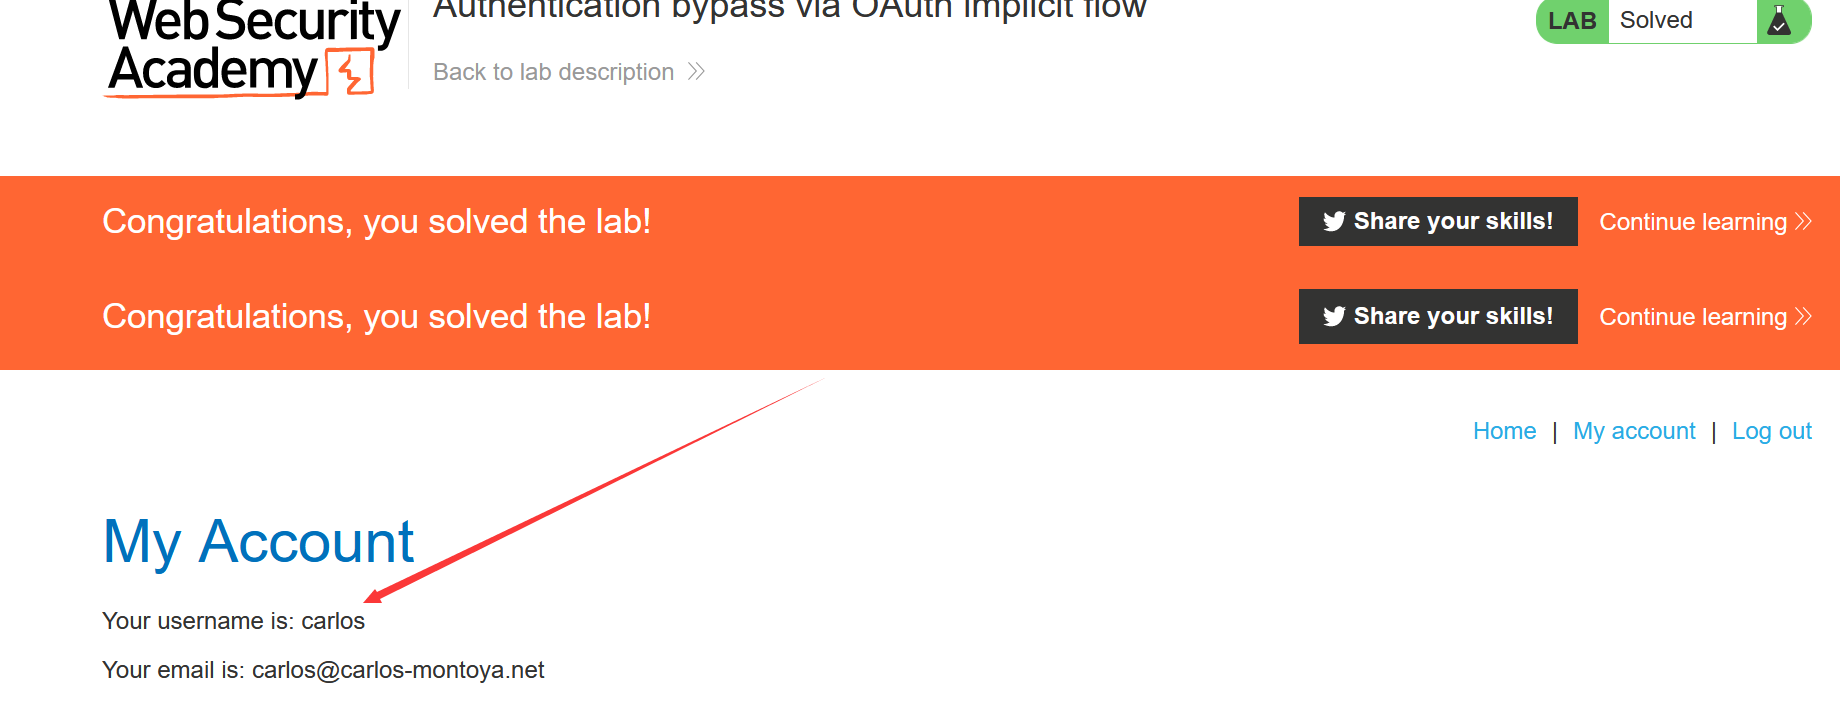 Web Security
Academy
Authentication bypass via OAuth implicit flow
Back to lab description
LAB Solved
Congratulations, you solved the lab!
Share your skills!
Continue learning
Congratulations, you solved the lab!
Share your skills!
Continue learning
Home | My account | Log out
My Account
Your username is: carlos
Your email is: carlos@carlos-montoya.net